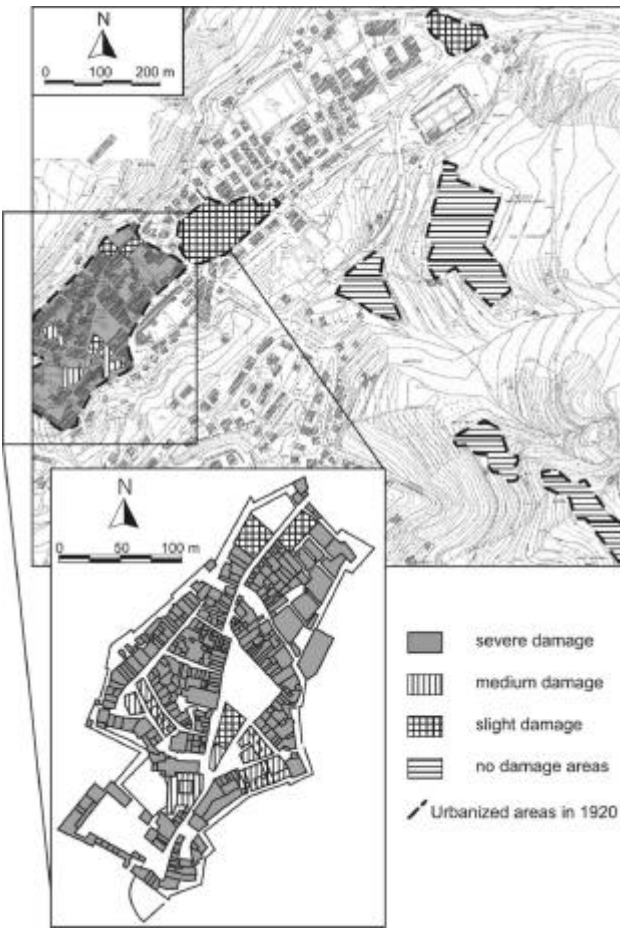 N
0 100 200 m
N
0 50 100 m
severe damage
medium damage
slight damage
no damage areas
Urbanized areas in 1920